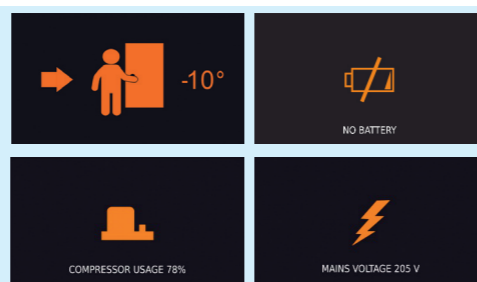 -10°
NO BATTERY
COMPRESSOR USAGE 78%
MAINS VOLTAGE 205 V